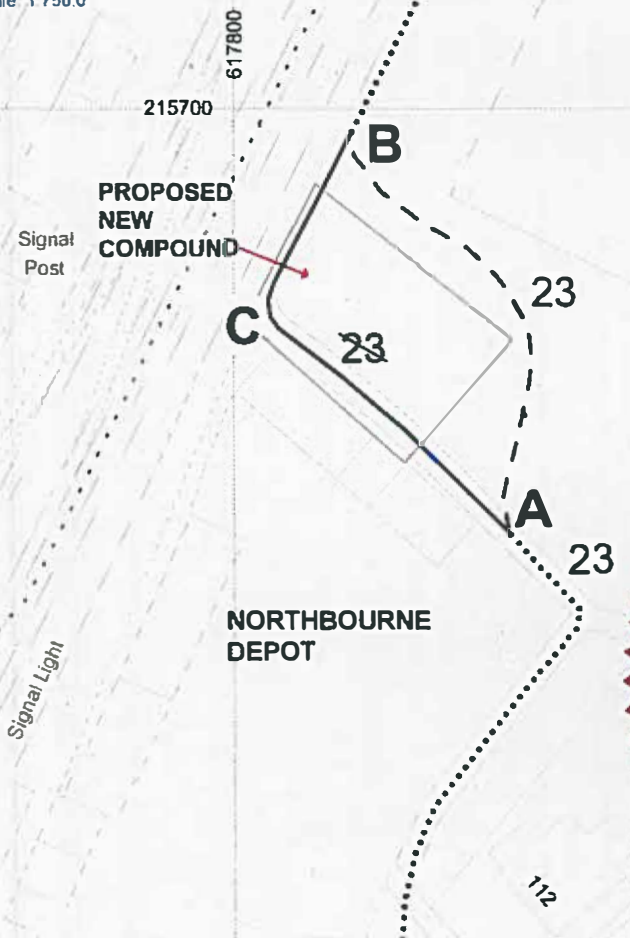 617800
215700
B
PROPOSED
NEW
COMPOUND
Signal
Post
23
C
23
A
23
NORTHBOURNE
DEPOT
Signal Light
112